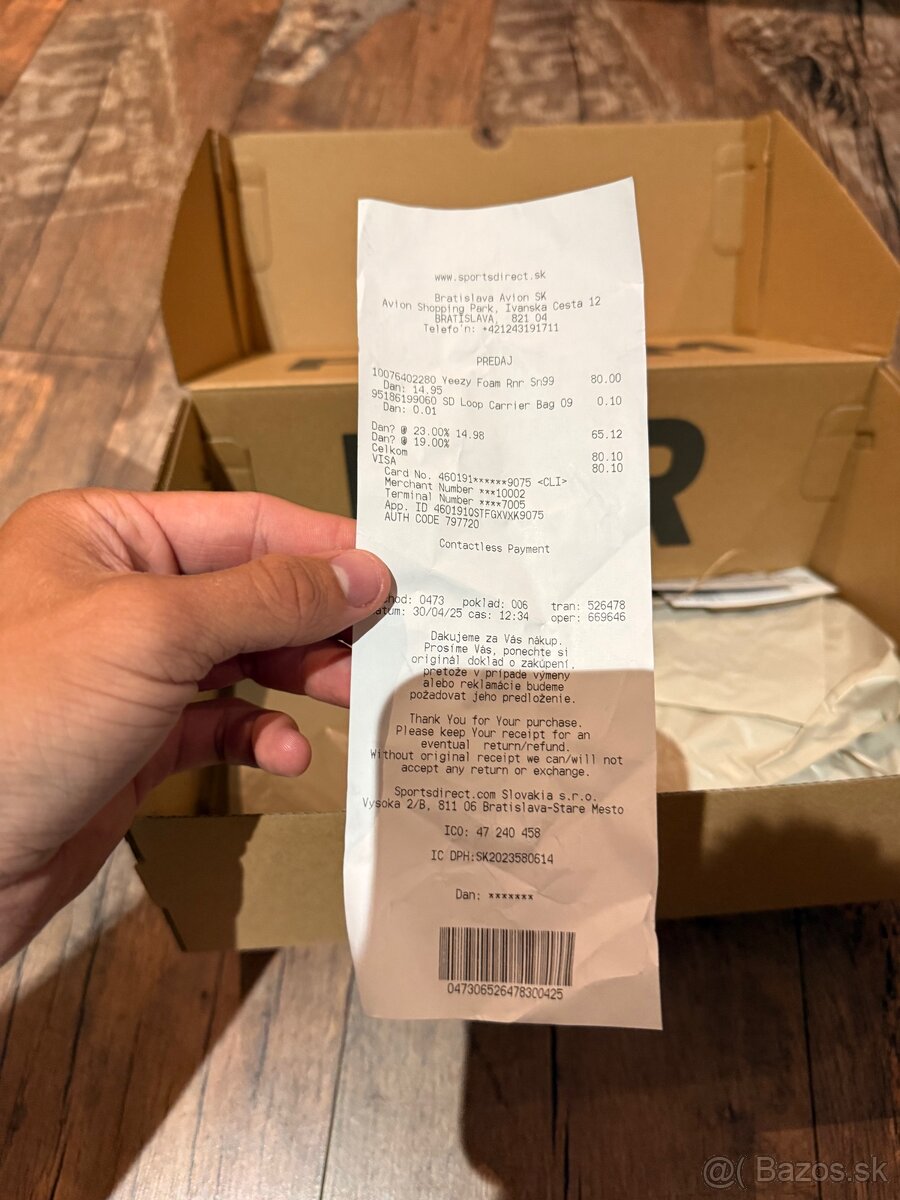 www.sportsdirect.sk
Bratislava Avion SK
Avion Shopping Park, Ivanska Cesta 12
BRATISLAVA, 821 04
Telefo'n: +421243191711
PREDAJ
10076402280 Yeezy Foam Rnr Sn99 80.00
Dan: 14.95
95186199060 SD Loop Carrier Bag 09 0.10
Dan: 0.01
Dan? @ 23.00% 14.98 65.12
Dan? @ 19.00%
Celkom 80.10
VISA 80.10
Card No. 460191******9075 <CLI>
Merchant Number ***10002
Terminal Number ****7005
App. ID 460191QSTFGXVXK9075
AUTH CODE 797720
Contactless Payment
hod: 0473 poklad: 006 tran: 526478
tum: 30/04/25 cas: 12:34 oper: 669646
Dakujeme za Vás nákup.
Prosíme Vás, ponechte si
originál doklad o zakúpení,
pretože v prípade výmeny
alebo reklamácie budeme
požadovat jeho predloženie.
Thank You for Your purchase.
Please keep Your receipt for an
eventual return/refund.
Without original receipt we can/will not
accept any return or exchange.
Sportsdirect.com Slovakia s.r.o.
Vysoka 2/B, 811 06 Bratislava-Stare Mesto
ICO: 47 240 458
IC DPH:SK2023580614
Dan: *******
047306526478300425
R
@( Bazos.sk